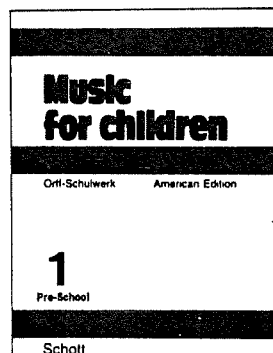 Music
for children
Orff-Schulwerk American Edition
1
Pre-School
Schott